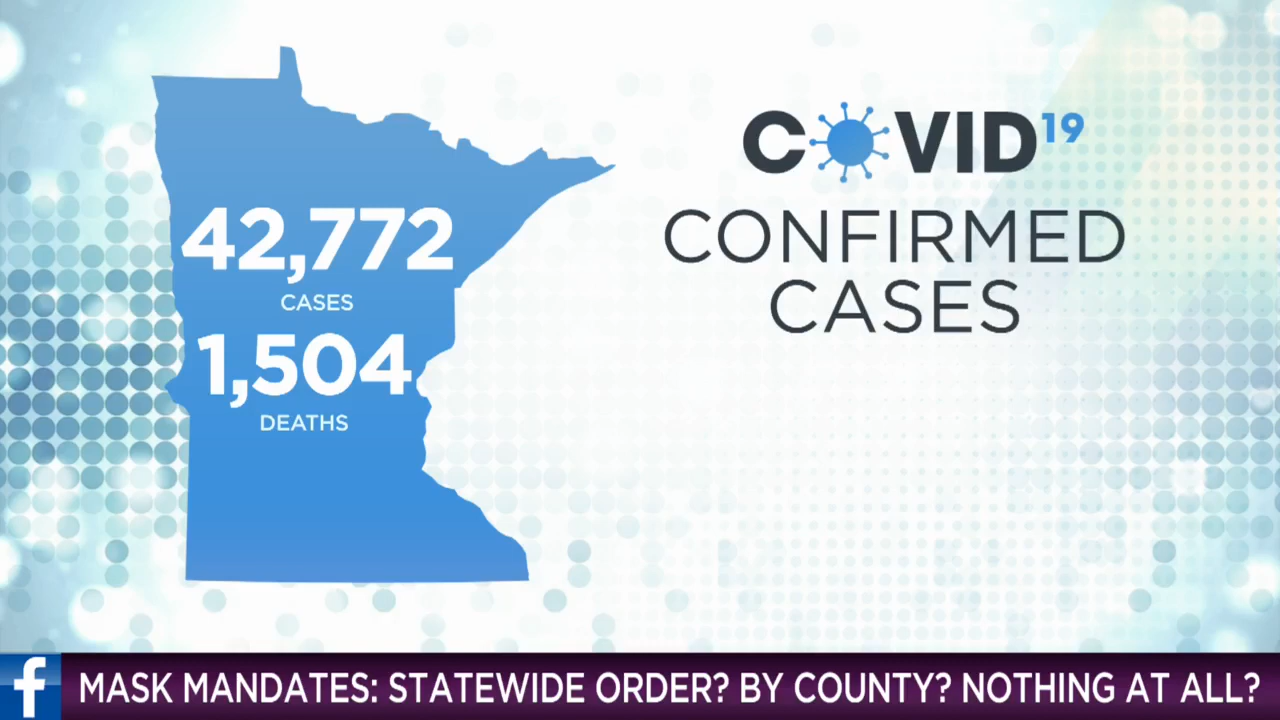 42,772
CASES
1,504
DEATHS
COVID19
CONFIRMED
CASES
f MASK MANDATES: STATEWIDE ORDER? BY COUNTY? NOTHING AT ALL?